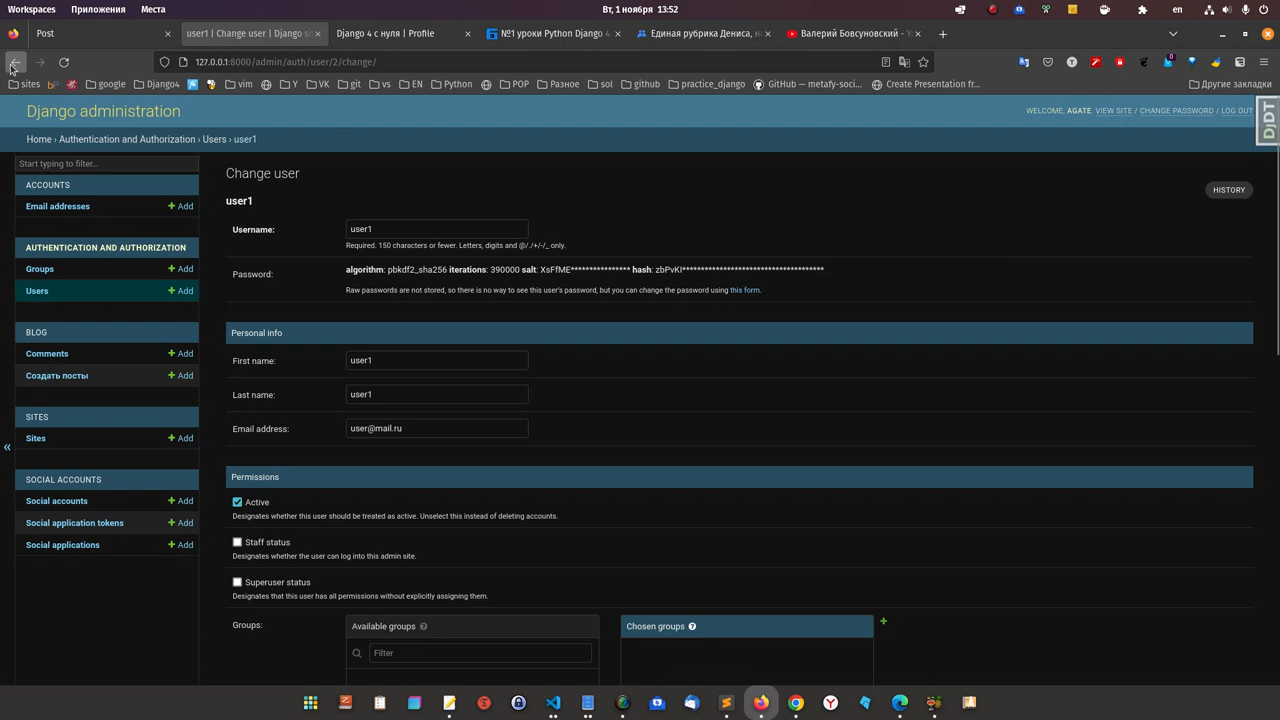 Workspaces Приложения Места Вт, 1 ноября 13:52 en
Post user1 | Change user | Django si Django 4 с нуля | Profile №1 уроки Python Django 4. Единая рубрика Дениса, н Валерий Бовсуновский - Yo
127.0.0.1:8000/admin/auth/user/2/change/
sites google Django4 vim Y git vs EN Python POP Разное sol github practice_django GitHub — metafy-soci... Create Presentation fr... Другие закладки
Django administration
WELCOME, AGATE. VIEW SITE / CHANGE PASSWORD / LOG OUT
DjDT
Home › Authentication and Authorization › Users › user1
Start typing to filter...
ACCOUNTS
Email addresses Add
AUTHENTICATION AND AUTHORIZATION
Groups Add
Users Add
BLOG
Comments Add
Создать посты Add
SITES
Sites Add
SOCIAL ACCOUNTS
Social accounts Add
Social application tokens Add
Social applications Add
«
Change user
HISTORY
user1
Username: user1
Required. 150 characters or fewer. Letters, digits and @/./+/-/_ only.
Password: algorithm: pbkdf2_sha256 iterations: 390000 salt: XsFfME**************** hash: zbPvKI**************************************
Raw passwords are not stored, so there is no way to see this user's password, but you can change the password using this form.
Personal info
First name: user1
Last name: user1
Email address: user@mail.ru
Permissions
Active
Designates whether this user should be treated as active. Unselect this instead of deleting accounts.
Staff status
Designates whether the user can log into this admin site.
Superuser status
Designates that this user has all permissions without explicitly assigning them.
Groups: Available groups Chosen groups
Filter